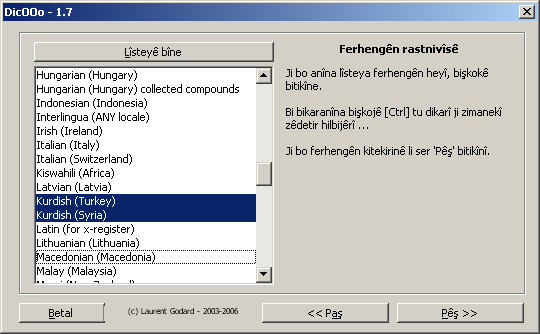 DicOOo - 1.7
Lîsteyê bîne
Hungarian (Hungary)
Hungarian (Hungary) collected compounds
Indonesian (Indonesia)
Interlingua (ANY locale)
Irish (Ireland)
Italian (Italy)
Italian (Switzerland)
Kiswahili (Africa)
Latvian (Latvia)
Kurdish (Turkey)
Kurdish (Syria)
Latin (for x-register)
Lithuanian (Lithuania)
Macedonian (Macedonia)
Malay (Malaysia)
Ferhengên rastnivîsê
Ji bo anîna lîsteya ferhengên heyî, bişkokê
bitikîne.
Bi bikaranîna bişkojê [Ctrl] tu dikarî ji zimanekî
zêdetir hilbijêrî ...
Ji bo ferhengên kitekirinê li ser 'Pêş' bitikînî.
Betal
(c) Laurent Godard - 2003-2006
<< Paş
Pêş >>